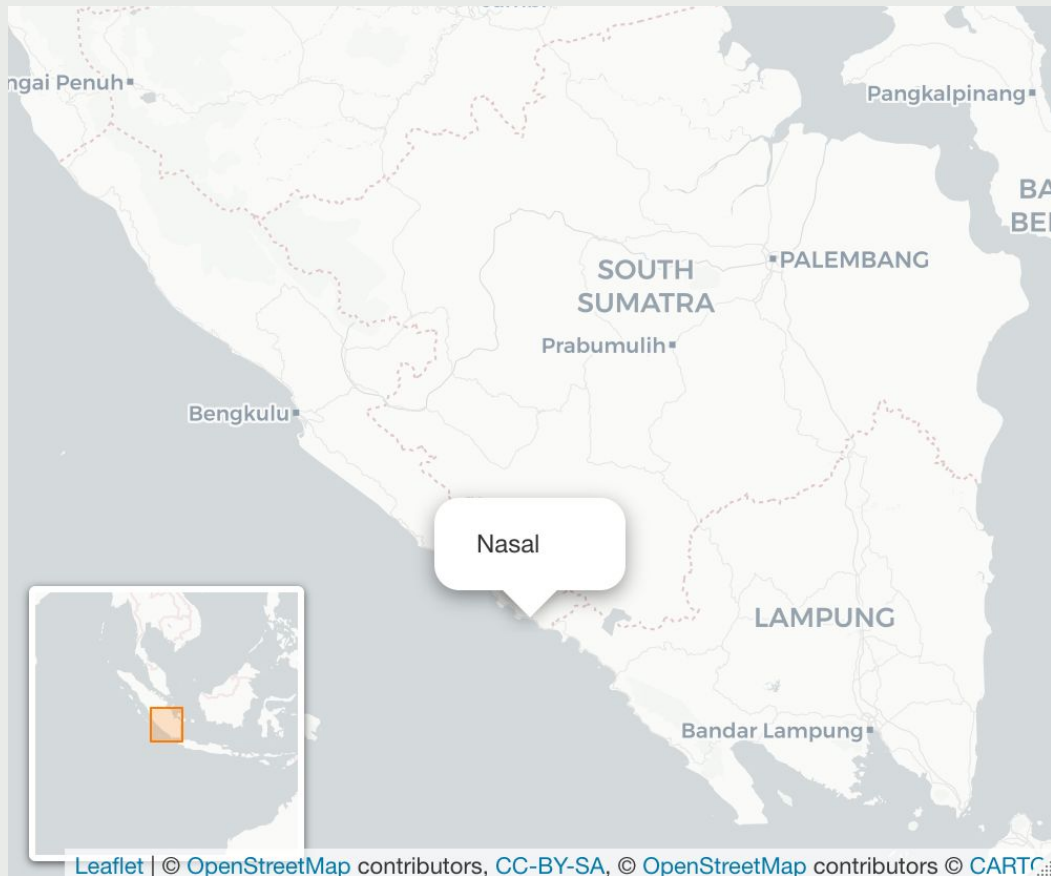 ngai Penuh
Pangkalpinang
BA
BEL
PALEMBANG
SOUTH
SUMATRA
Prabumulih
Bengkulu
Nasal
LAMPUNG
Bandar Lampung
Leaflet | © OpenStreetMap contributors, CC-BY-SA, © OpenStreetMap contributors © CARTO